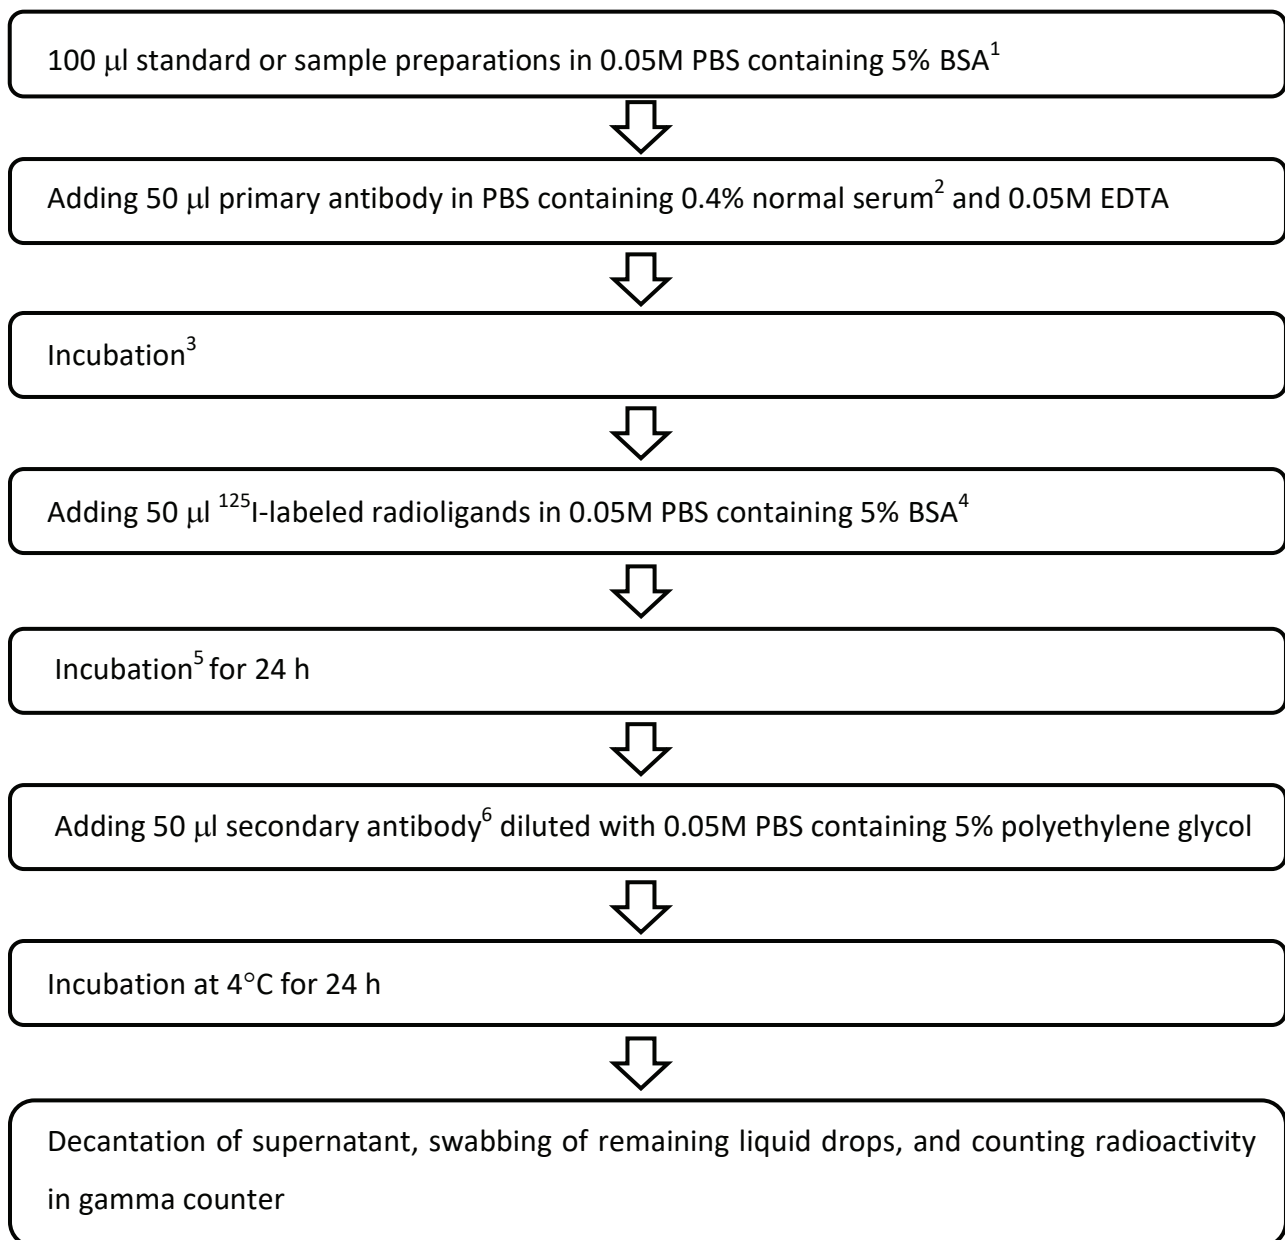 100 μl standard or sample preparations in 0.05M PBS containing 5% BSA¹
Adding 50 μl primary antibody in PBS containing 0.4% normal serum² and 0.05M EDTA
Incubation³
Adding 50 μl ¹²⁵I-labeled radioligands in 0.05M PBS containing 5% BSA⁴
Incubation⁵ for 24 h
Adding 50 μl secondary antibody⁶ diluted with 0.05M PBS containing 5% polyethylene glycol
Incubation at 4°C for 24 h
Decantation of supernatant, swabbing of remaining liquid drops, and counting radioactivity
in gamma counter